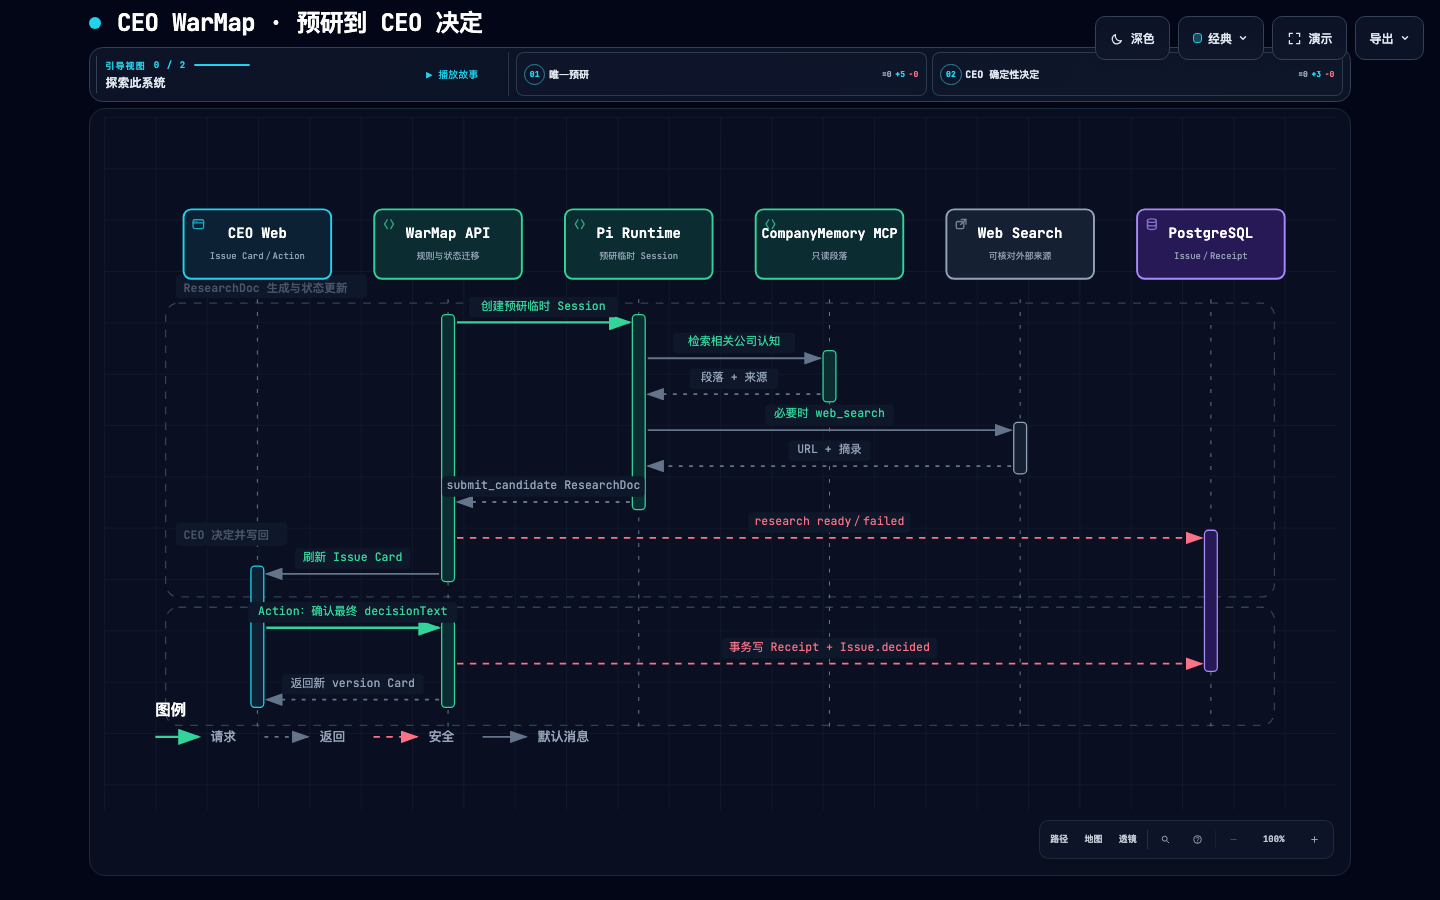 CEO WarMap · 预研到 CEO 决定
深色
经典
演示
导出
引导视图 0 / 2
探索此系统
▶ 播放故事
01 唯一预研 ≡0 +5 -0
02 CEO 确定性决定 ≡0 +3 -0
CEO Web
Issue Card / Action
WarMap API
规则与状态迁移
Pi Runtime
预研临时 Session
CompanyMemory MCP
只读段落
Web Search
可核对外部来源
PostgreSQL
Issue / Receipt
ResearchDoc 生成与状态更新
创建预研临时 Session
检索相关公司认知
段落 + 来源
必要时 web_search
URL + 摘录
submit_candidate ResearchDoc
research ready / failed
CEO 决定并写回
刷新 Issue Card
Action: 确认最终 decisionText
事务写 Receipt + Issue.decided
返回新 version Card
图例
请求
返回
安全
默认消息
路径 地图 透镜 − 100% +